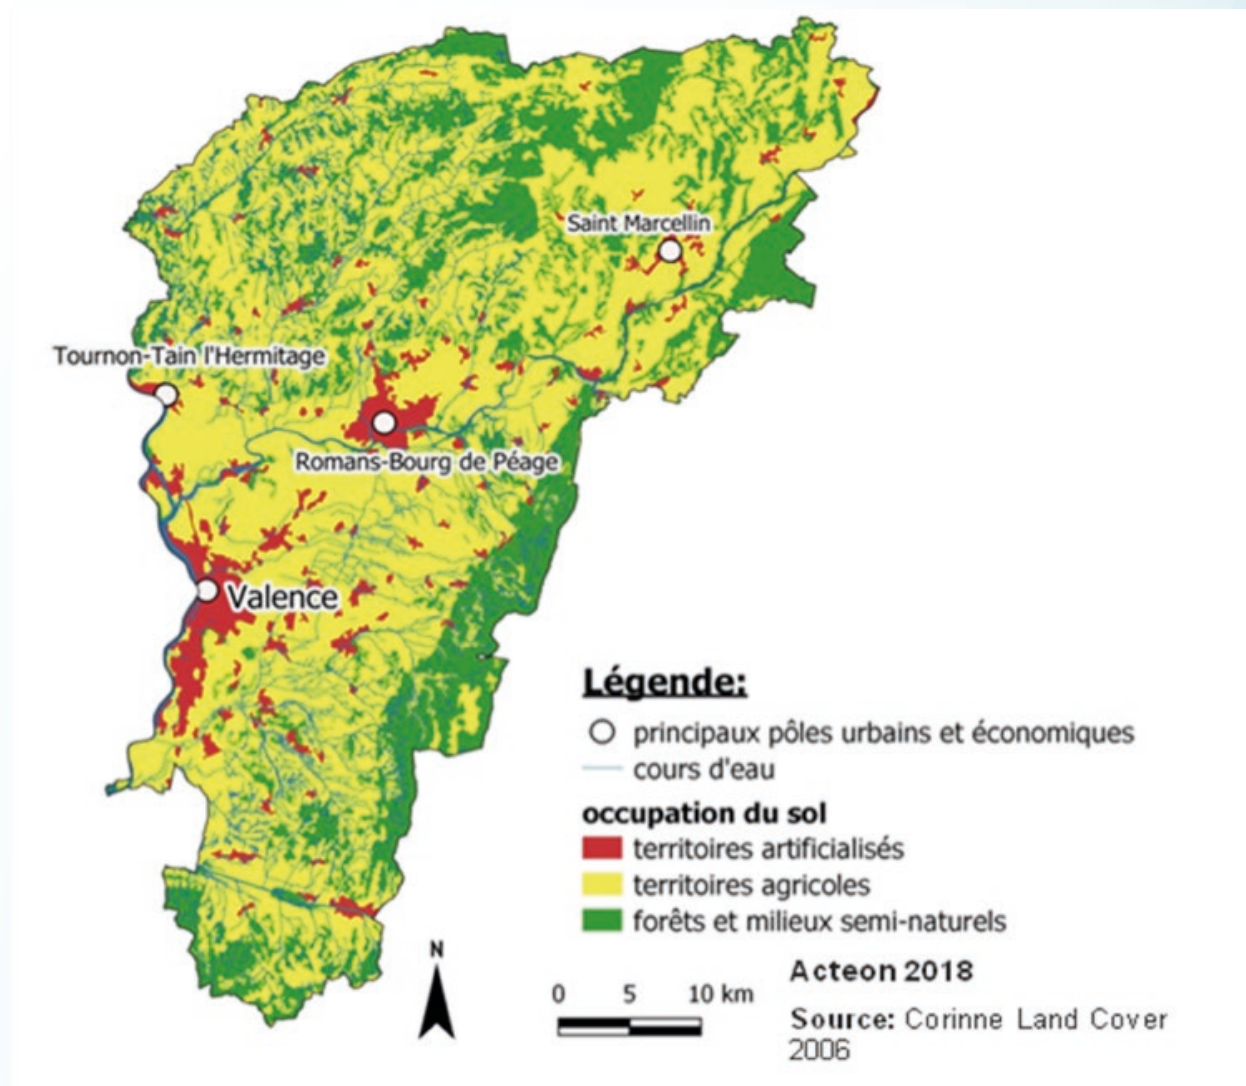 Saint Marcellin
Tournon-Tain l'Hermitage
Romans-Bourg de Péage
Valence
Légende:
principaux pôles urbains et économiques
cours d'eau
occupation du sol
territoires artificialisés
territoires agricoles
forêts et milieux semi-naturels
N
0 5 10 km
Acteon 2018
Source: Corinne Land Cover
2006